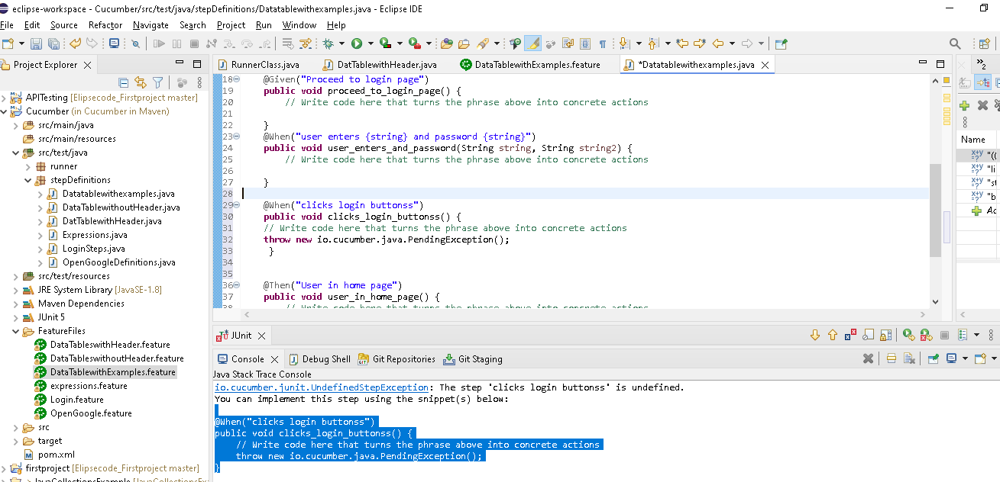 eclipse-workspace - Cucumber/src/test/java/stepDefinitions/Datatablewithexamples.java - Eclipse IDE
File Edit Source Refactor Navigate Search Project Run Window Help
Project Explorer
RunnerClass.java
DatTablewithHeader.java
DataTablewithExamples.feature
*Datatablewithexamples.java
2
APITesting [Elipsecode_Firstproject master]
Cucumber (in Cucumber in Maven)
src/main/java
src/main/resources
src/test/java
runner
stepDefinitions
Datatablewithexamples.java
DataTablewithoutHeader.java
DatTablewithHeader.java
Expressions.java
LoginSteps.java
OpenGoogleDefinitions.java
src/test/resources
JRE System Library [JavaSE-1.8]
Maven Dependencies
JUnit 5
FeatureFiles
DataTableswithHeader.feature
DataTableswithoutHeader.feature
DataTablewithExamples.feature
expressions.feature
Login.feature
OpenGoogle.feature
src
target
pom.xml
firstproject [Elipsecode_Firstproject master]
JavaCollectionsExample [JavaCollectionsExa
18 @Given("Proceed to login page")
19 public void proceed_to_login_page() {
20 // Write code here that turns the phrase above into concrete actions
21
22 }
23 @When("user enters {string} and password {string}")
24 public void user_enters_and_password(String string, String string2) {
25 // Write code here that turns the phrase above into concrete actions
26
27 }
28
29 @When("clicks login buttonss")
30 public void clicks_login_buttonss() {
31 // Write code here that turns the phrase above into concrete actions
32 throw new io.cucumber.java.PendingException();
33 }
34
35
36 @Then("User in home page")
37 public void user_in_home_page() {
38 // Write code here that turns the phrase above into concrete actions
Name
"((
"li
"st
"b
Ac
JUnit
Console
Debug Shell
Git Repositories
Git Staging
Java Stack Trace Console
io.cucumber.junit.UndefinedStepException: The step 'clicks login buttonss' is undefined.
You can implement this step using the snippet(s) below:
@When("clicks login buttonss")
public void clicks_login_buttonss() {
// Write code here that turns the phrase above into concrete actions
throw new io.cucumber.java.PendingException();
}